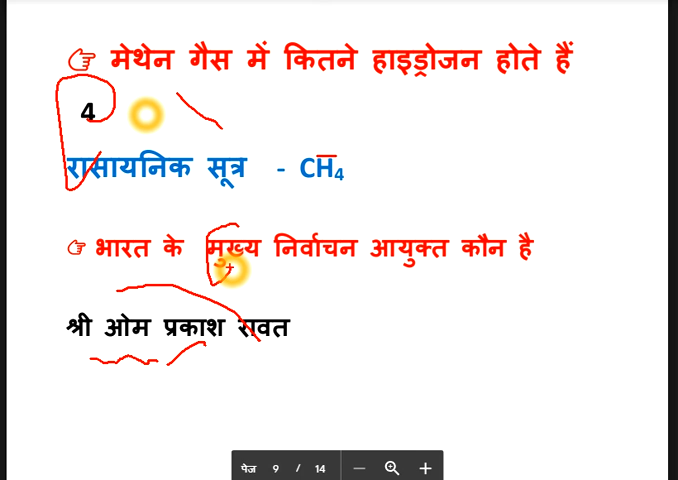 👉 मेथेन गैस में कितने हाइड्रोजन होते हैं
4
रासायनिक सूत्र - CH₄
👉 भारत के मुख्य निर्वाचन आयुक्त कौन है
श्री ओम प्रकाश रावत
पेज 9 / 14